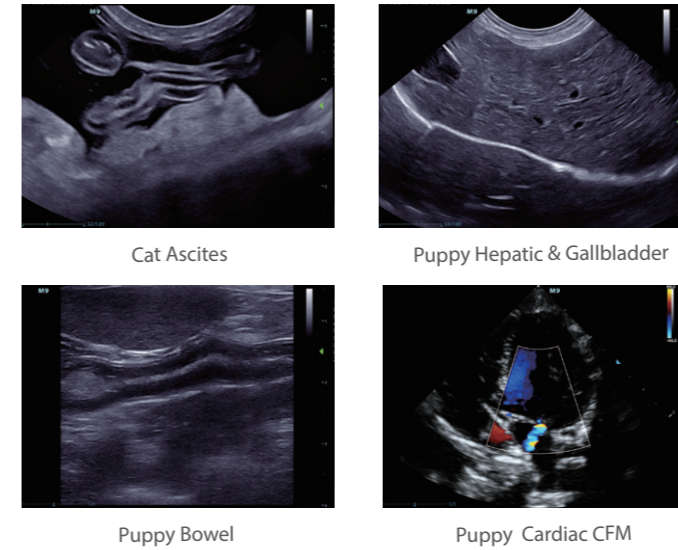 M9
M9
Cat Ascites
Puppy Hepatic & Gallbladder
M9
M9
Puppy Bowel
Puppy Cardiac CFM